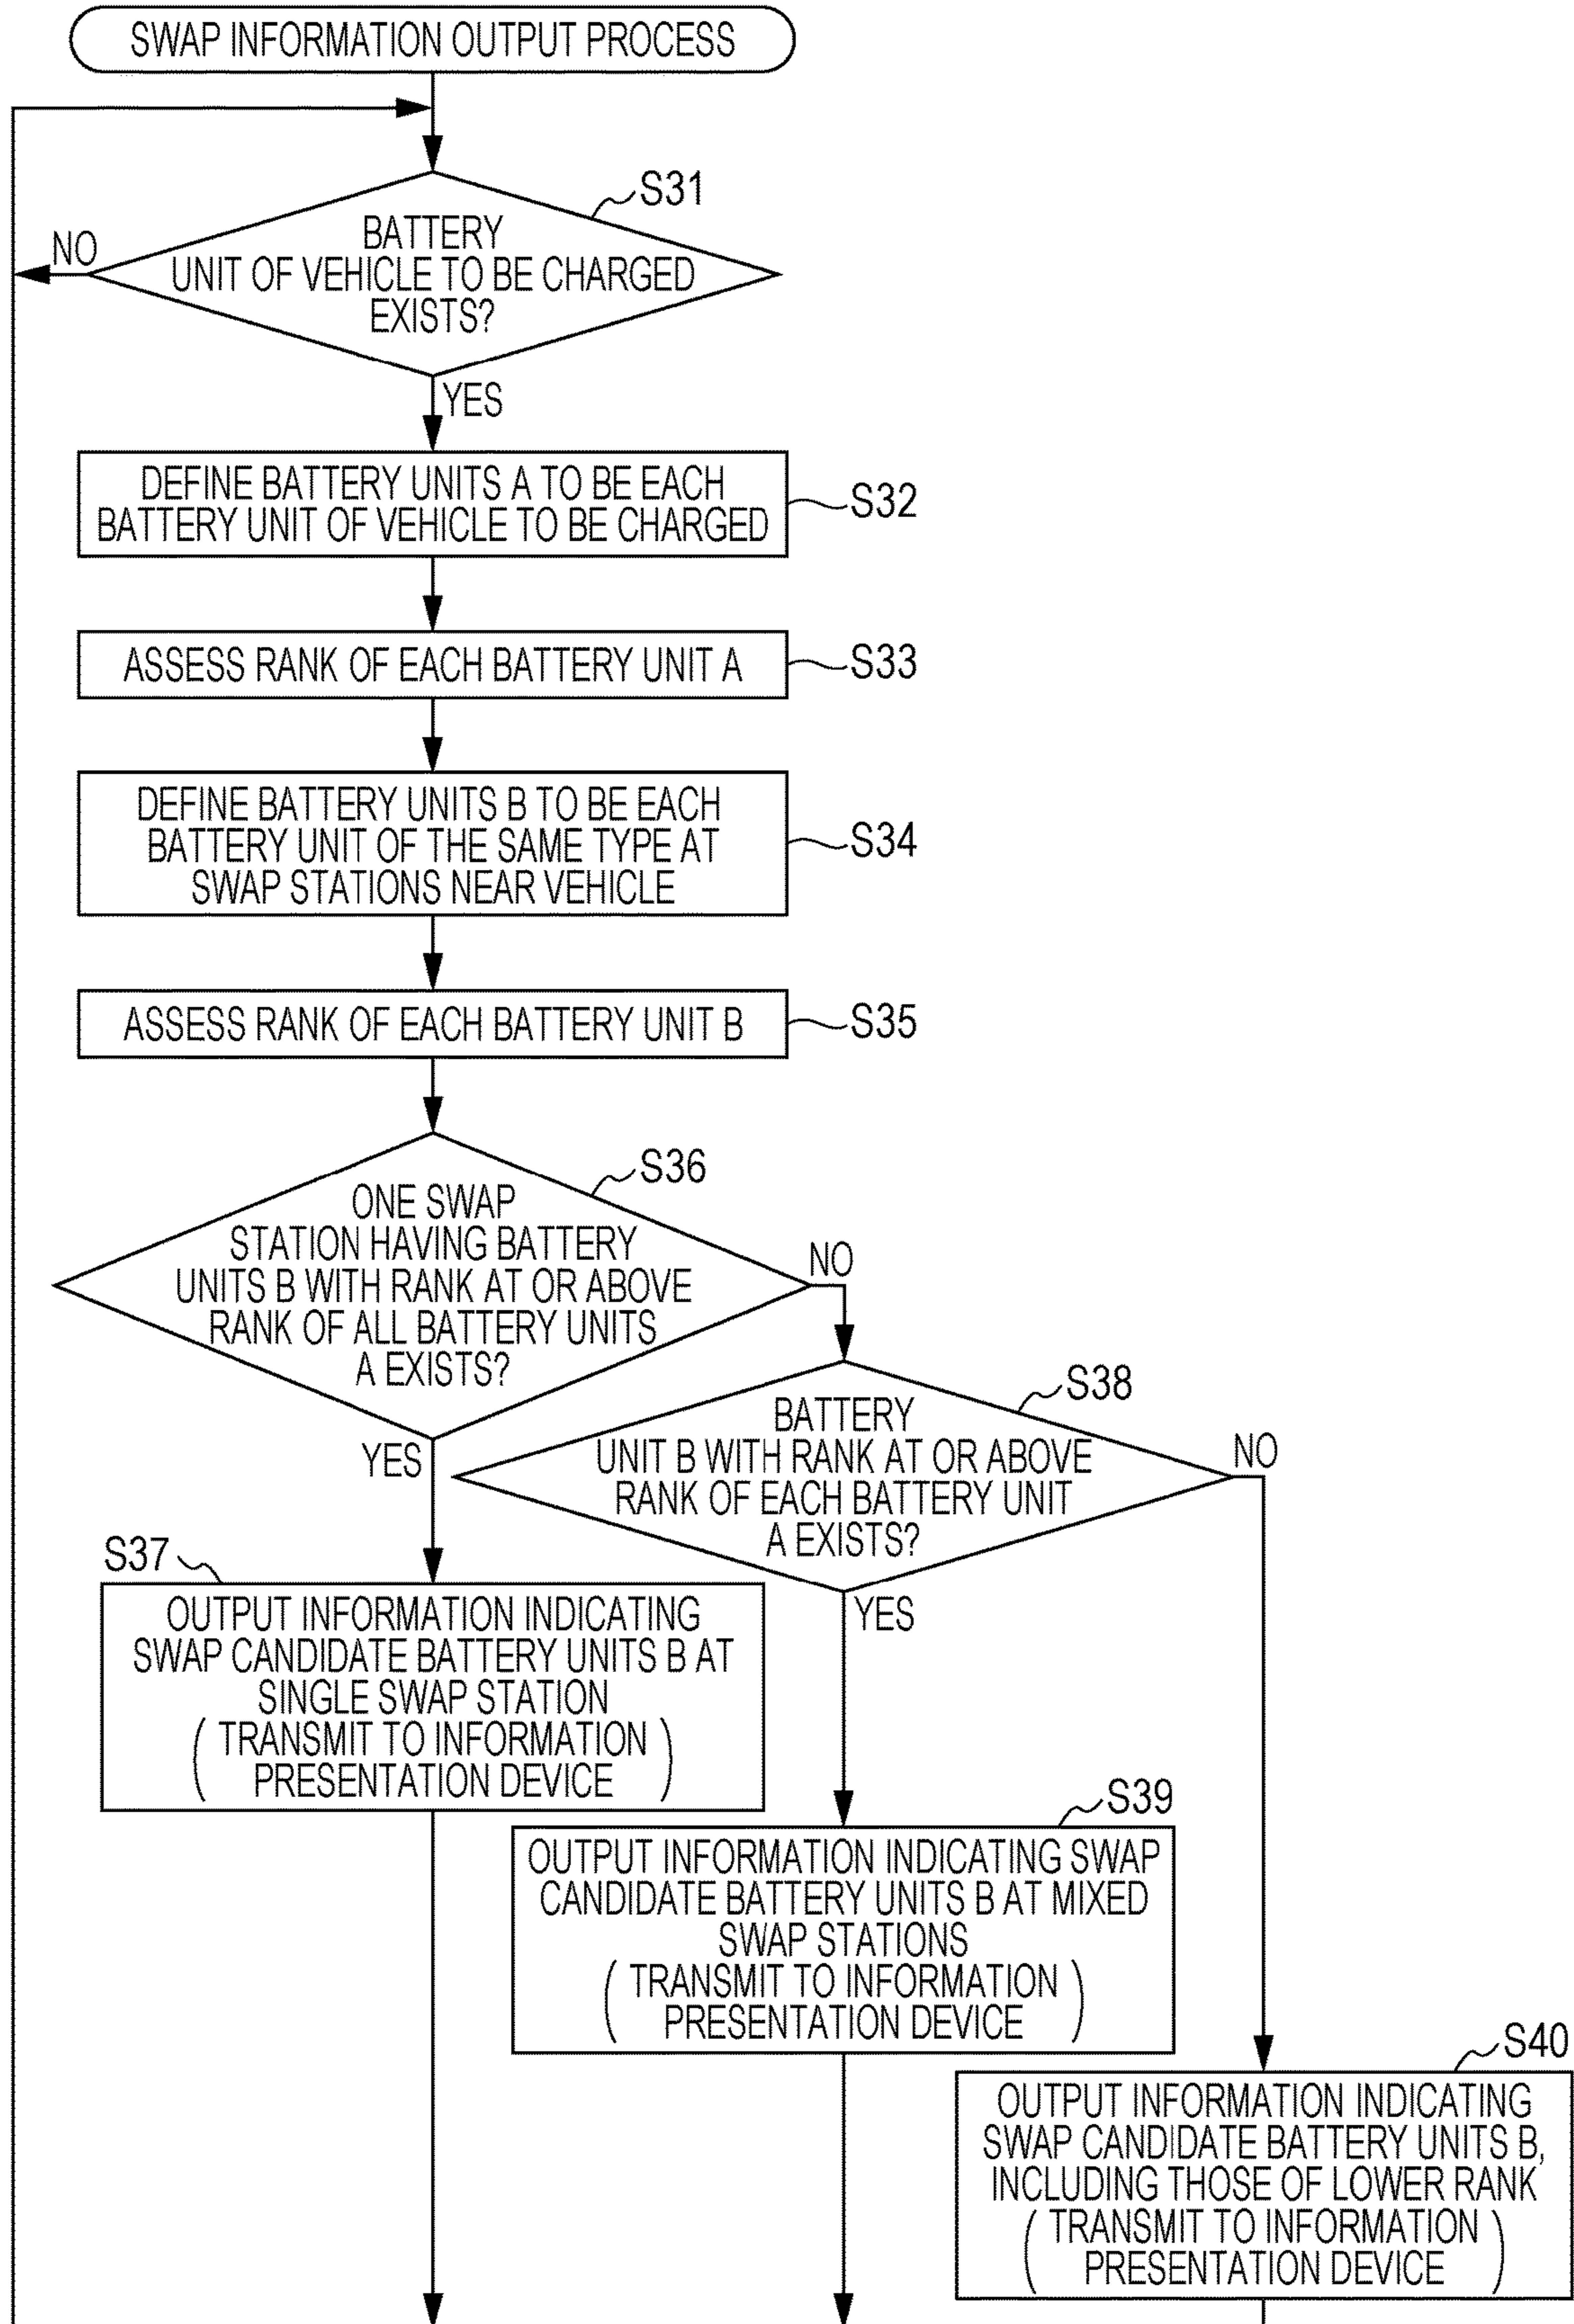 SWAP INFORMATION OUTPUT PROCESS
S31
BATTERY
UNIT OF VEHICLE TO BE CHARGED
EXISTS?
NO
YES
DEFINE BATTERY UNITS A TO BE EACH
BATTERY UNIT OF VEHICLE TO BE CHARGED
S32
ASSESS RANK OF EACH BATTERY UNIT A
S33
DEFINE BATTERY UNITS B TO BE EACH
BATTERY UNIT OF THE SAME TYPE AT
SWAP STATIONS NEAR VEHICLE
S34
ASSESS RANK OF EACH BATTERY UNIT B
S35
S36
ONE SWAP
STATION HAVING BATTERY
UNITS B WITH RANK AT OR ABOVE
RANK OF ALL BATTERY UNITS
A EXISTS?
NO
YES
S38
BATTERY
UNIT B WITH RANK AT OR ABOVE
RANK OF EACH BATTERY UNIT
A EXISTS?
NO
YES
S37
OUTPUT INFORMATION INDICATING
SWAP CANDIDATE BATTERY UNITS B AT
SINGLE SWAP STATION
( TRANSMIT TO INFORMATION
PRESENTATION DEVICE )
S39
OUTPUT INFORMATION INDICATING SWAP
CANDIDATE BATTERY UNITS B AT MIXED
SWAP STATIONS
( TRANSMIT TO INFORMATION
PRESENTATION DEVICE )
S40
OUTPUT INFORMATION INDICATING
SWAP CANDIDATE BATTERY UNITS B,
INCLUDING THOSE OF LOWER RANK
( TRANSMIT TO INFORMATION
PRESENTATION DEVICE )